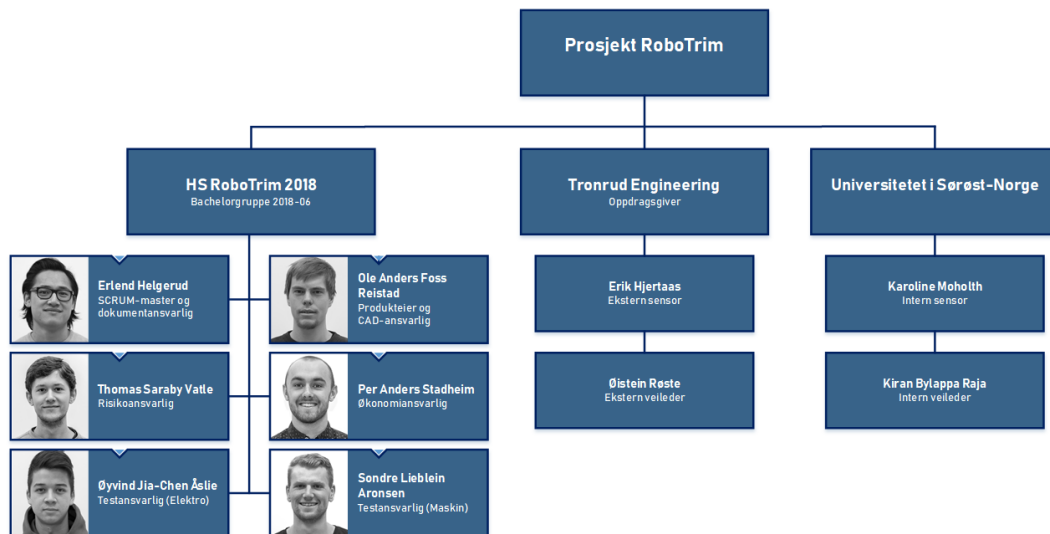 Prosjekt RoboTrim
HS RoboTrim 2018
Bachelorgruppe 2018-06
Tronrud Engineering
Oppdragsgiver
Universitetet i Sørøst-Norge
Erlend Helgerud
SCRUM-master og
dokumentansvarlig
Ole Anders Foss
Reistad
Produkteier og
CAD-ansvarlig
Erik Hjertaas
Ekstern sensor
Karoline Moholth
Intern sensor
Thomas Saraby Vatle
Risikoansvarlig
Per Anders Stadheim
Økonomiansvarlig
Øistein Røste
Ekstern veileder
Kiran Bylappa Raja
Intern veileder
Øyvind Jia-Chen Åslie
Testansvarlig (Elektro)
Sondre Lieblein
Aronsen
Testansvarlig (Maskin)